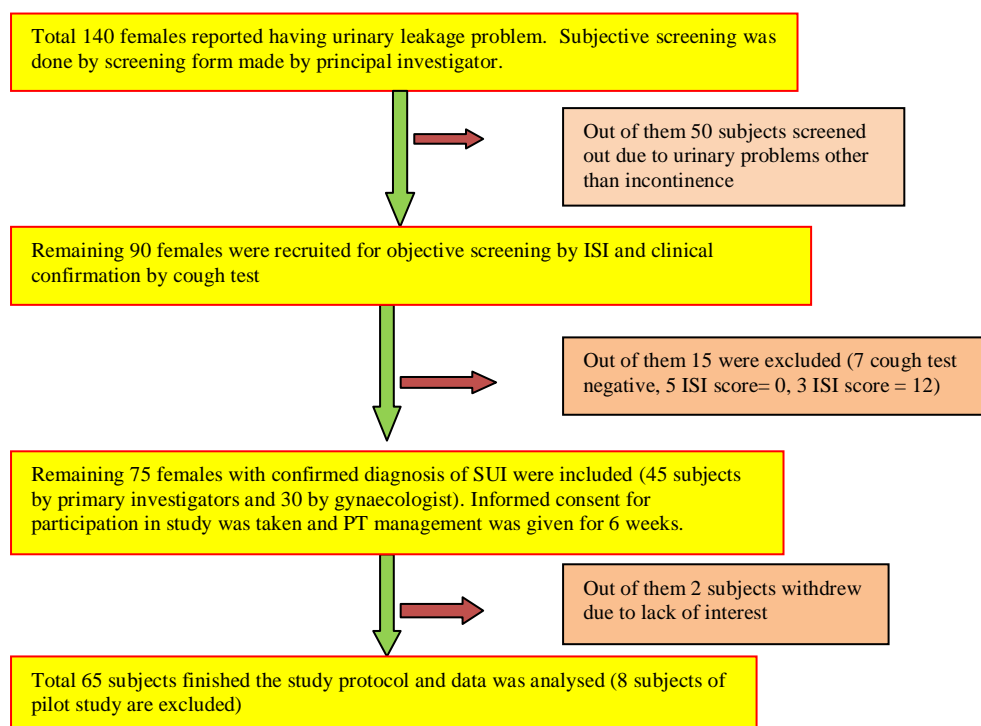 Total 140 females reported having urinary leakage problem.  Subjective screening was
done by screening form made by principal investigator.
Out of them 50 subjects screened
out due to urinary problems other
than incontinence
Remaining 90 females were recruited for objective screening by ISI and clinical
confirmation by cough test
Out of them 15 were excluded (7 cough test
negative, 5 ISI score= 0, 3 ISI score = 12)
Remaining 75 females with confirmed diagnosis of SUI were included (45 subjects
by primary investigators and 30 by gynaecologist). Informed consent for
participation in study was taken and PT management was given for 6 weeks.
Out of them 2 subjects withdrew
due to lack of interest
Total 65 subjects finished the study protocol and data was analysed (8 subjects of
pilot study are excluded)